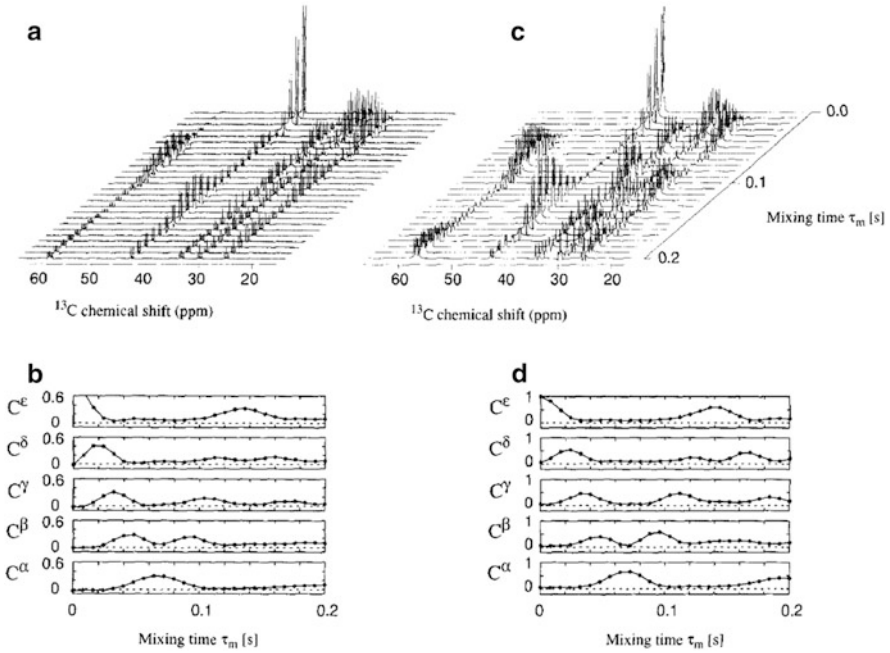 a
c
0.0
0.1
Mixing time τm [s]
0.2
60 50 40 30 20
60 50 40 30 20
¹³C chemical shift (ppm)
¹³C chemical shift (ppm)
b
d
Cε 0.6 0
Cδ 0.6 0
Cγ 0.6 0
Cβ 0.6 0
Cα 0.6 0
0 0.1 0.2
Mixing time τm [s]
Cε 1 0
Cδ 1 0
Cγ 1 0
Cβ 1 0
Cα 1 0
0 0.1 0.2
Mixing time τm [s]